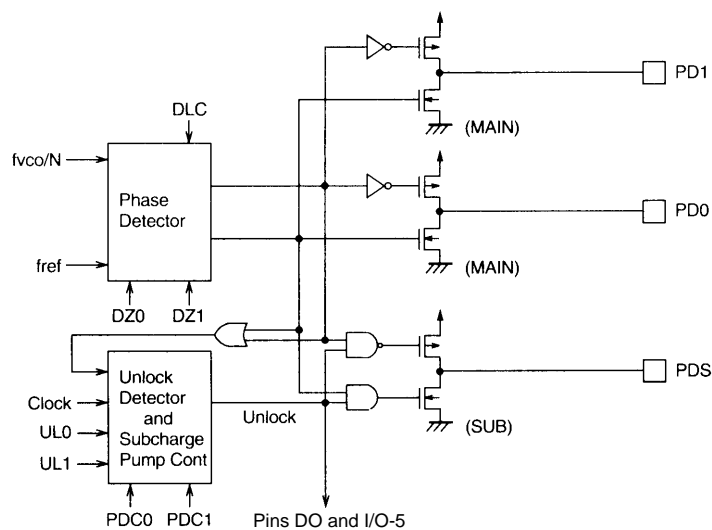 PD1
DLC
(MAIN)
fvco/N
Phase
Detector
PD0
fref
(MAIN)
DZ0
DZ1
Unlock
Detector
and
Subcharge
Pump Cont
PDS
Clock
Unlock
UL0
(SUB)
UL1
PDC0
PDC1
Pins DO and I/O-5